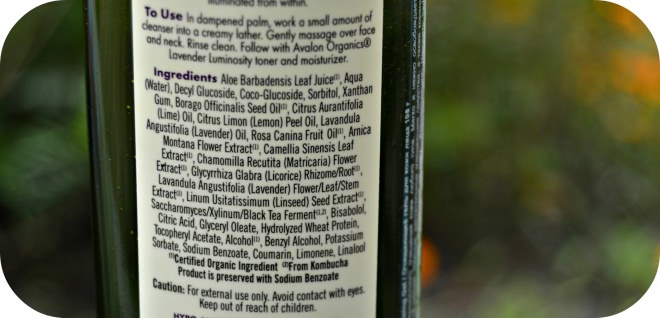 illuminated from within.
To Use In dampened palm, work a small amount of
cleanser into a creamy lather. Gently massage over face
and neck. Rinse clean. Follow with Avalon Organics®
Lavender Luminosity toner and moisturizer.
Ingredients Aloe Barbadensis Leaf Juice⁽¹⁾, Aqua
(Water), Decyl Glucoside, Coco-Glucoside, Sorbitol, Xanthan
Gum, Borago Officinalis Seed Oil⁽¹⁾, Citrus Aurantifolia
(Lime) Oil, Citrus Limon (Lemon) Peel Oil, Lavandula
Angustifolia (Lavender) Oil, Rosa Canina Fruit Oil⁽¹⁾, Arnica
Montana Flower Extract⁽¹⁾, Camellia Sinensis Leaf
Extract⁽¹⁾, Chamomilla Recutita (Matricaria) Flower
Extract⁽¹⁾, Glycyrrhiza Glabra (Licorice) Rhizome/Root⁽¹⁾,
Lavandula Angustifolia (Lavender) Flower/Leaf/Stem
Extract⁽¹⁾, Linum Usitatissimum (Linseed) Seed Extract⁽¹⁾,
Saccharomyces/Xylinum/Black Tea Ferment⁽¹,²⁾, Bisabolol,
Citric Acid, Glyceryl Oleate, Hydrolyzed Wheat Protein,
Tocopheryl Acetate, Alcohol⁽¹⁾, Benzyl Alcohol, Potassium
Sorbate, Sodium Benzoate, Coumarin, Limonene, Linalool
⁽¹⁾Certified Organic Ingredient ⁽²⁾From Kombucha
Product is preserved with Sodium Benzoate
Caution: For external use only. Avoid contact with eyes.
Keep out of reach of children.